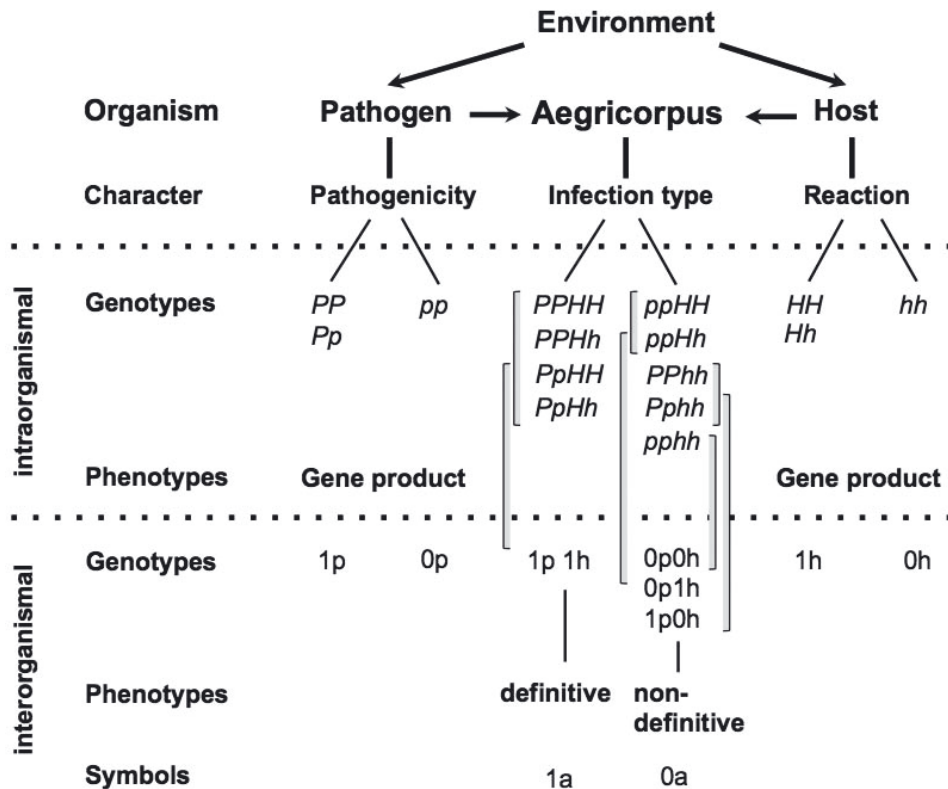 Environment
Organism Pathogen Aegricorpus Host
Character Pathogenicity Infection type Reaction
intraorganismal
Genotypes PP pp PPHH ppHH HH hh
Pp PPHh ppHh Hh
PpHH PPhh
PpHh Pphh
pphh
Phenotypes Gene product Gene product
interorganismal
Genotypes 1p 0p 1p 1h 0p0h 1h 0h
0p1h
1p0h
Phenotypes definitive non-
definitive
Symbols 1a 0a